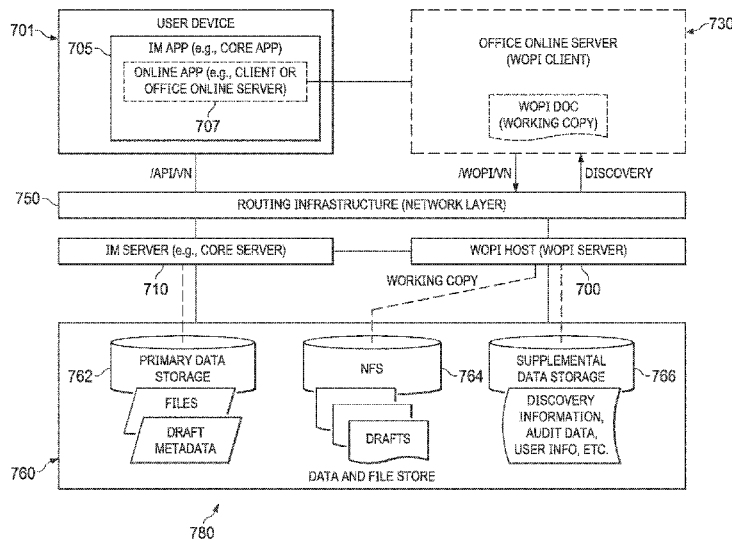 USER DEVICE
701
705
IM APP (e.g., CORE APP)
ONLINE APP (e.g., CLIENT OR
OFFICE ONLINE SERVER)
707
730
OFFICE ONLINE SERVER
(WOPI CLIENT)
WOPI DOC
(WORKING COPY)
/API/VN
/WOPI/VN
DISCOVERY
750
ROUTING INFRASTRUCTURE (NETWORK LAYER)
IM SERVER (e.g., CORE SERVER)
WOPI HOST (WOPI SERVER)
710
WORKING COPY
700
762
PRIMARY DATA
STORAGE
FILES
DRAFT
METADATA
NFS
764
DRAFTS
SUPPLEMENTAL
DATA STORAGE
766
DISCOVERY
INFORMATION,
AUDIT DATA,
USER INFO, ETC.
760
DATA AND FILE STORE
780